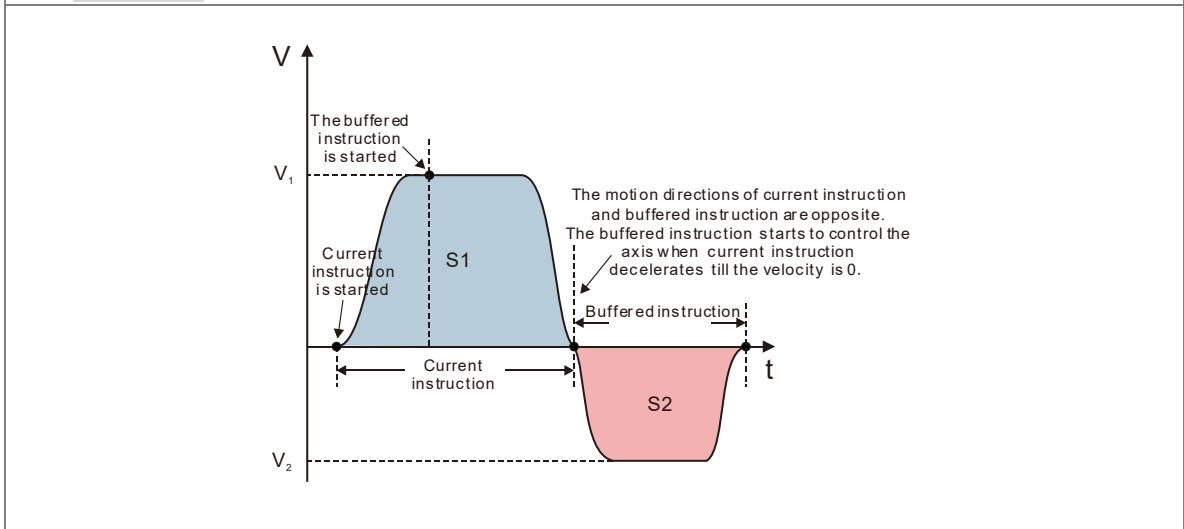 V
The buffered
instruction
is started
V1
The motion directions of current instruction
and buffered instruction are opposite.
The buffered instruction starts to control the
axis when current instruction
decelerates till the velocity is 0.
Current
instruction
is started
S1
Buffered instruction
Current
instruction
t
S2
V2